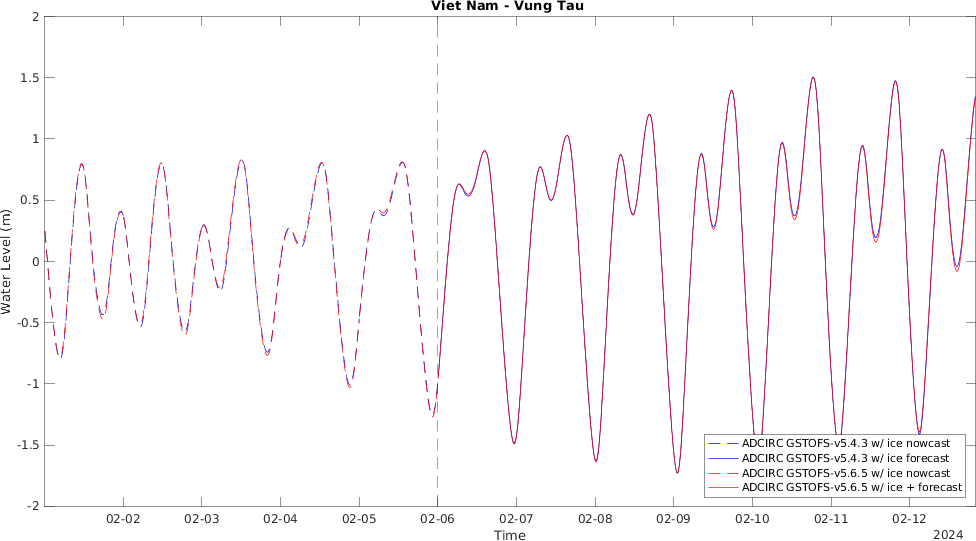 Viet Nam - Vung Tau
2
1.5
1
0.5
0
-0.5
-1
-1.5
-2
Water Level (m)
ADCIRC GSTOFS-v5.4.3 w/ ice nowcast
ADCIRC GSTOFS-v5.4.3 w/ ice forecast
ADCIRC GSTOFS-v5.6.5 w/ ice nowcast
ADCIRC GSTOFS-v5.6.5 w/ ice + forecast
02-02 02-03 02-04 02-05 02-06 02-07 02-08 02-09 02-10 02-11 02-12
Time
2024